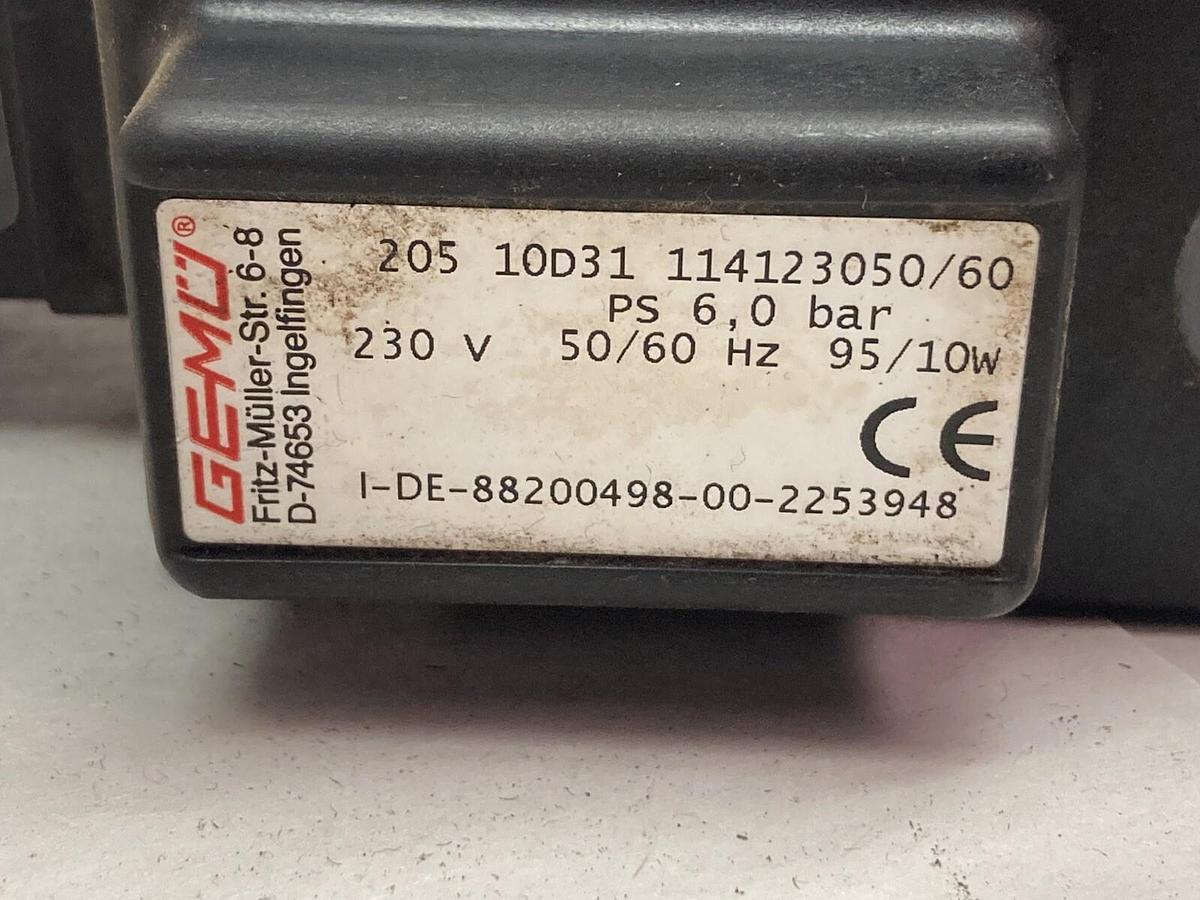 GEMÜ®
Fritz-Müller-Str. 6-8
D-74653 Ingelfingen
205 10D31 114123050/60
PS 6,0 bar
230 V 50/60 Hz 95/10W
CE
I-DE-88200498-00-2253948